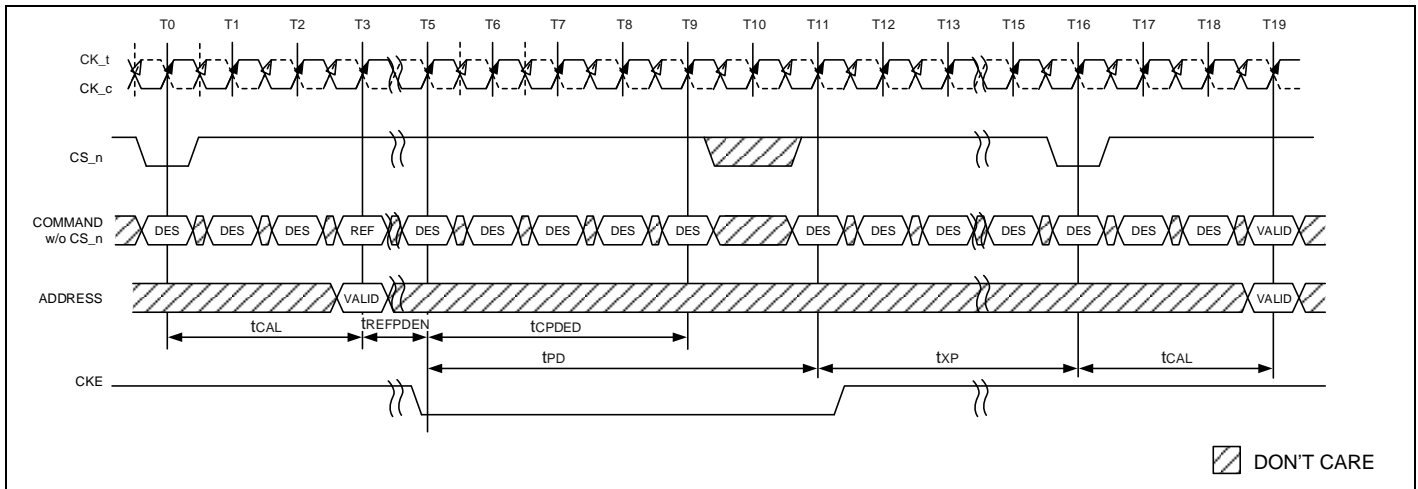 T0 T1 T2 T3 T5 T6 T7 T8 T9 T10 T11 T12 T13 T15 T16 T17 T18 T19
CK_t
CK_c
CS_n
COMMAND
w/o CS_n
DES DES DES REF DES DES DES DES DES DES DES DES DES DES DES DES VALID
ADDRESS
VALID VALID
tCAL tREFPDEN tCPDED
tPD tXP tCAL
CKE
DON'T CARE